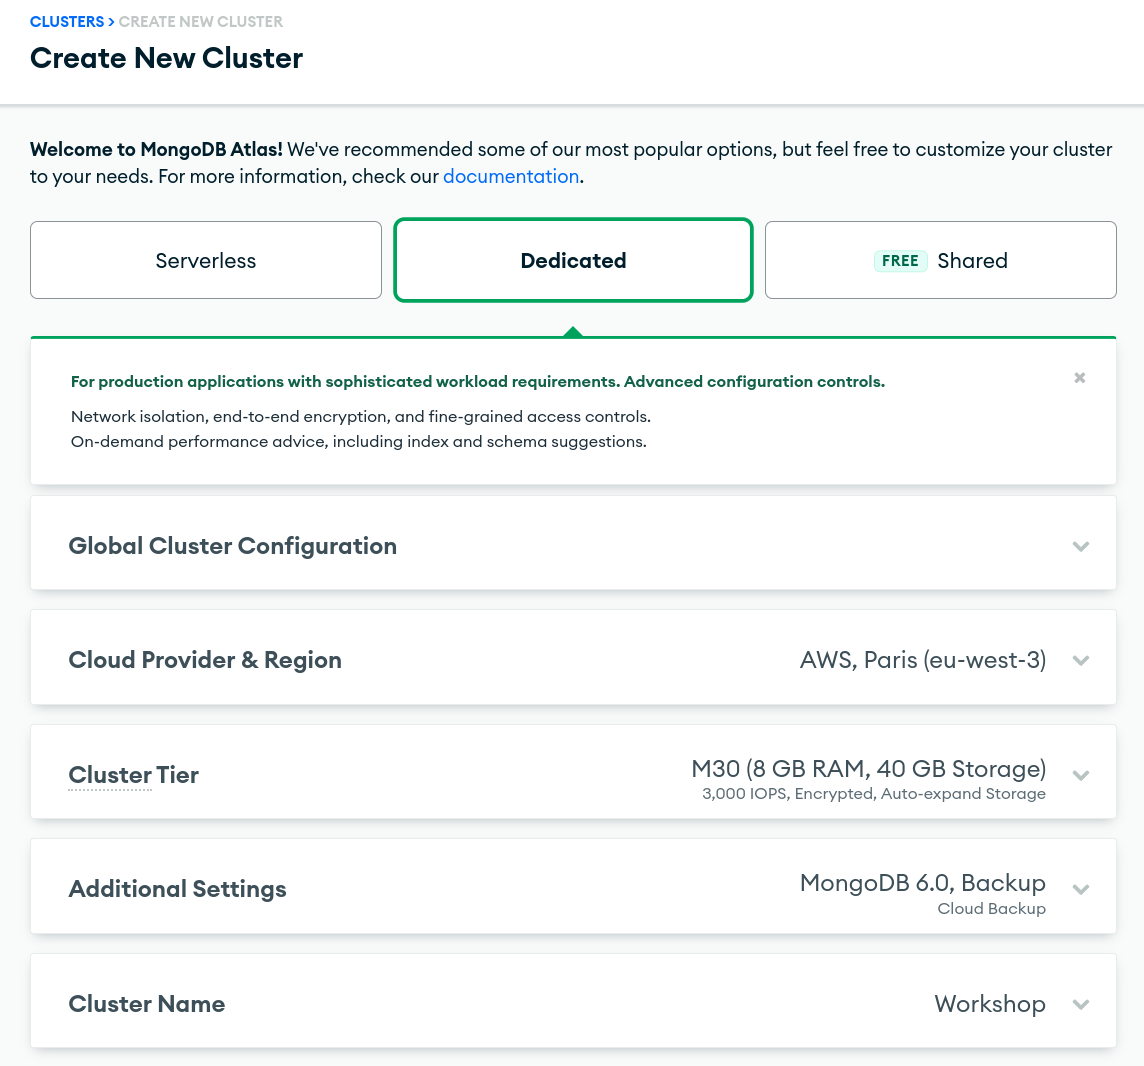 CLUSTERS > CREATE NEW CLUSTER
Create New Cluster
Welcome to MongoDB Atlas! We've recommended some of our most popular options, but feel free to customize your cluster
to your needs. For more information, check our documentation.
Serverless
Dedicated
FREE Shared
For production applications with sophisticated workload requirements. Advanced configuration controls.
Network isolation, end-to-end encryption, and fine-grained access controls.
On-demand performance advice, including index and schema suggestions.
Global Cluster Configuration
Cloud Provider & Region
AWS, Paris (eu-west-3)
Cluster Tier
M30 (8 GB RAM, 40 GB Storage)
3,000 IOPS, Encrypted, Auto-expand Storage
Additional Settings
MongoDB 6.0, Backup
Cloud Backup
Cluster Name
Workshop